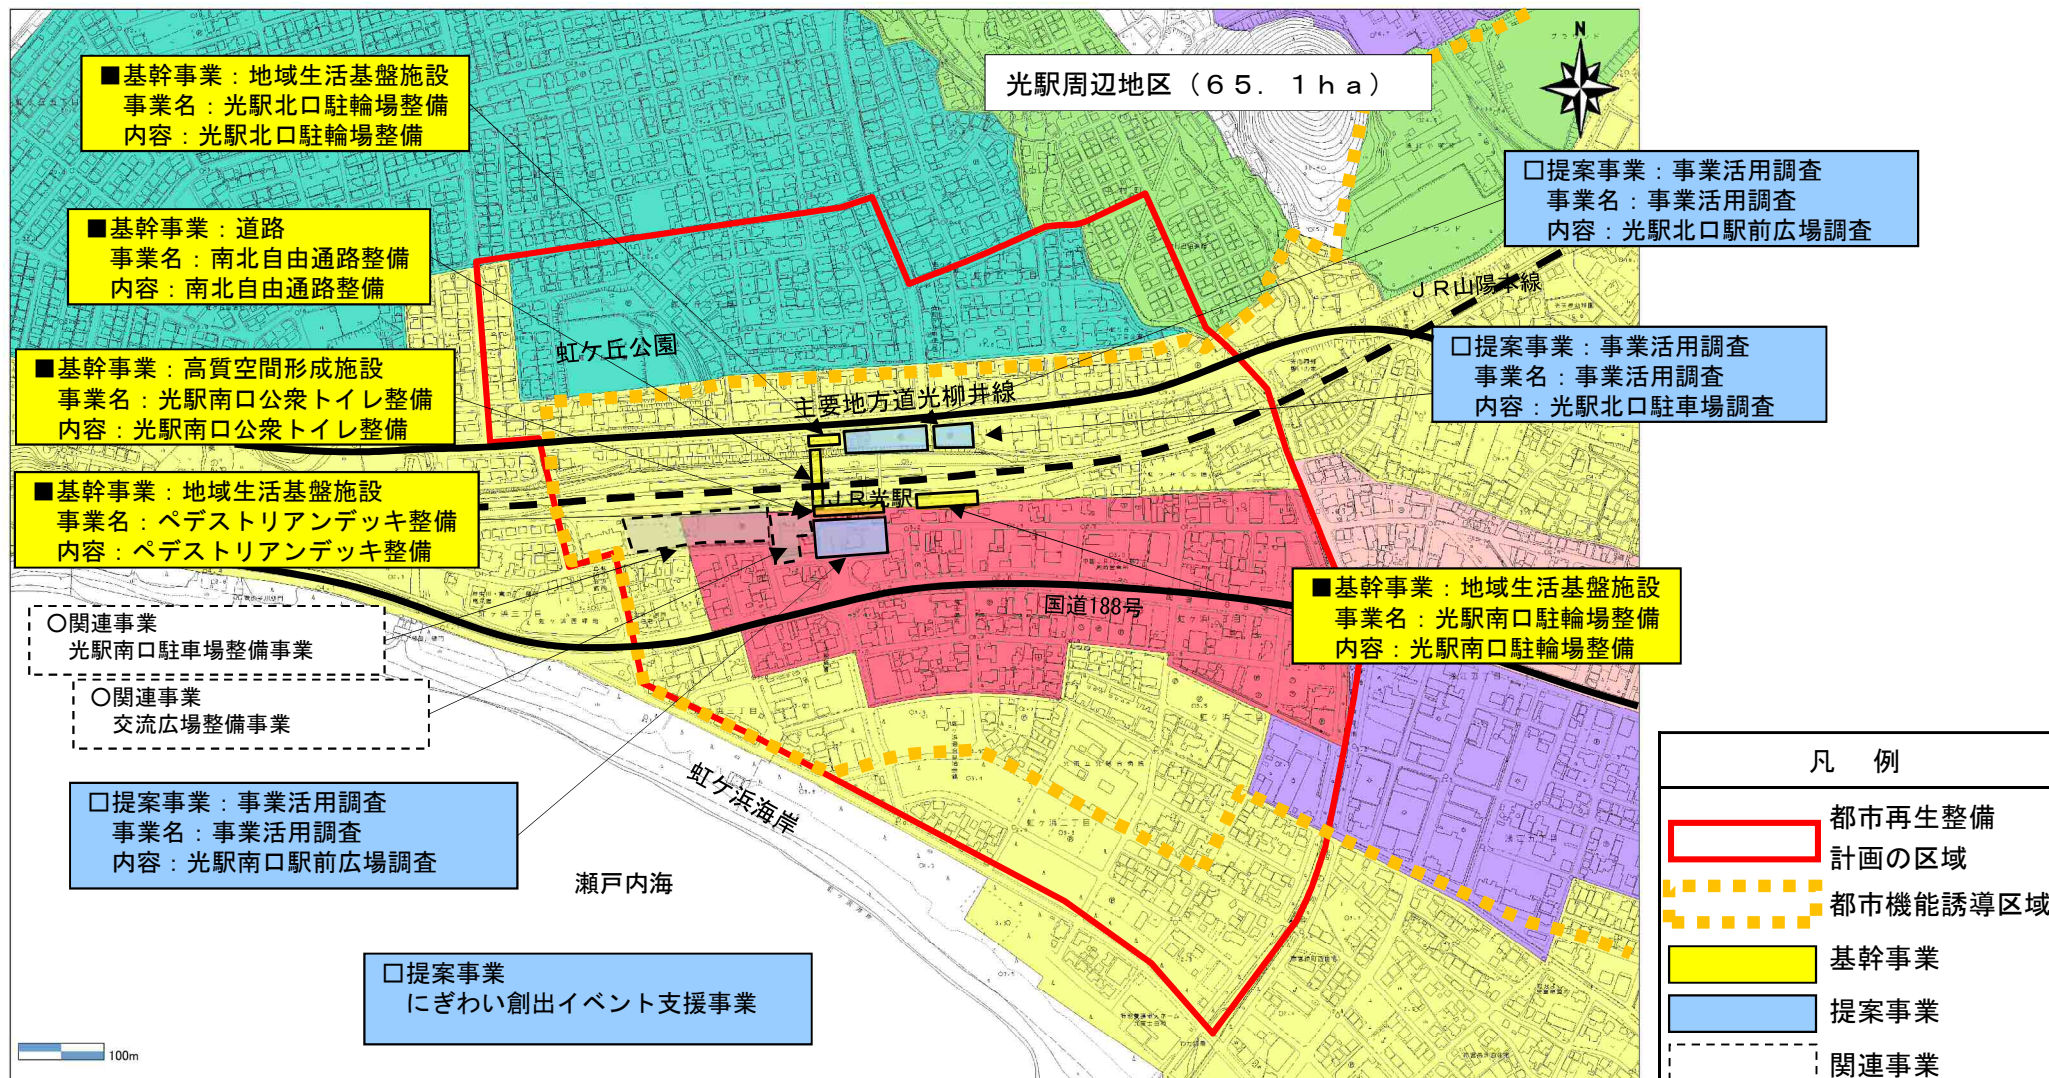 光駅周辺地区（６５．１ｈａ）
N
■基幹事業：地域生活基盤施設
事業名：光駅北口駐輪場整備
内容：光駅北口駐輪場整備
■基幹事業：道路
事業名：南北自由通路整備
内容：南北自由通路整備
■基幹事業：高質空間形成施設
事業名：光駅南口公衆トイレ整備
内容：光駅南口公衆トイレ整備
■基幹事業：地域生活基盤施設
事業名：ペデストリアンデッキ整備
内容：ペデストリアンデッキ整備
○関連事業
光駅南口駐車場整備事業
○関連事業
交流広場整備事業
□提案事業：事業活用調査
事業名：事業活用調査
内容：光駅南口駅前広場調査
□提案事業
にぎわい創出イベント支援事業
□提案事業：事業活用調査
事業名：事業活用調査
内容：光駅北口駅前広場調査
□提案事業：事業活用調査
事業名：事業活用調査
内容：光駅北口駐車場調査
■基幹事業：地域生活基盤施設
事業名：光駅南口駐輪場整備
内容：光駅南口駐輪場整備
ＪＲ山陽本線
虹ケ丘公園
主要地方道光柳井線
ＪＲ光駅
国道188号
虹ケ浜海岸
瀬戸内海
100m
凡　例
都市再生整備
計画の区域
都市機能誘導区域
基幹事業
提案事業
関連事業